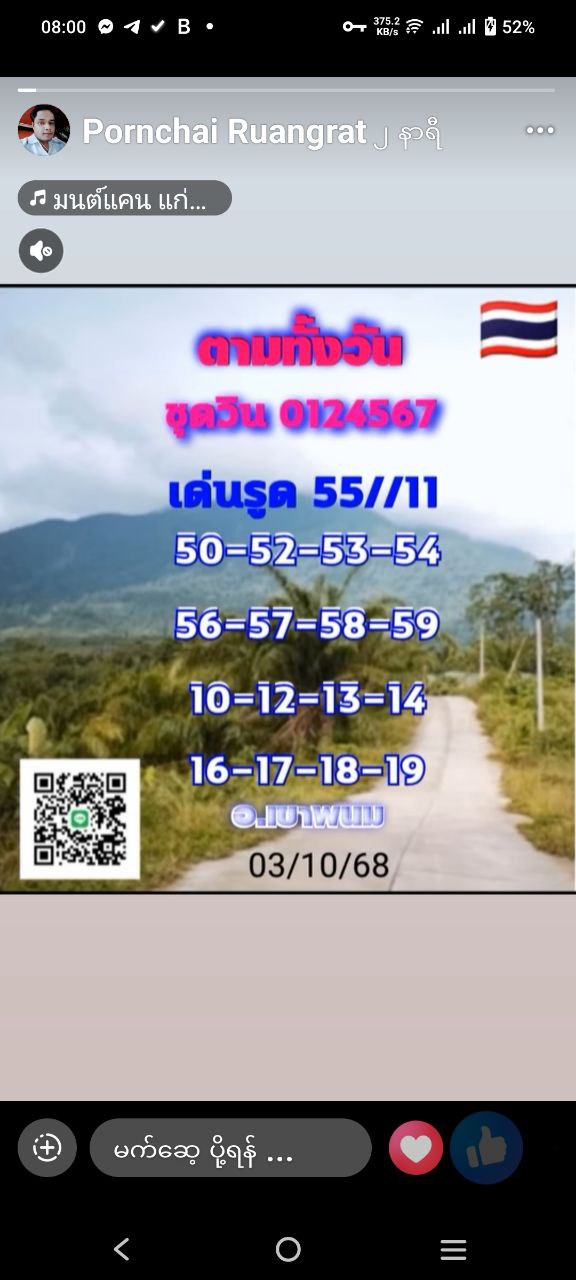 08:00 B 375.2 KB/s 52%
Pornchai Ruangrat ၂ နာရီ
มนต์แคน แก่...
ตามทั้งวัน
ชุดวิน 0124567
เด่นรูด 55//11
50-52-53-54
56-57-58-59
10-12-13-14
16-17-18-19
อ.เขาพนม
03/10/68
မက်ဆေ့ ပို့ရန် ...